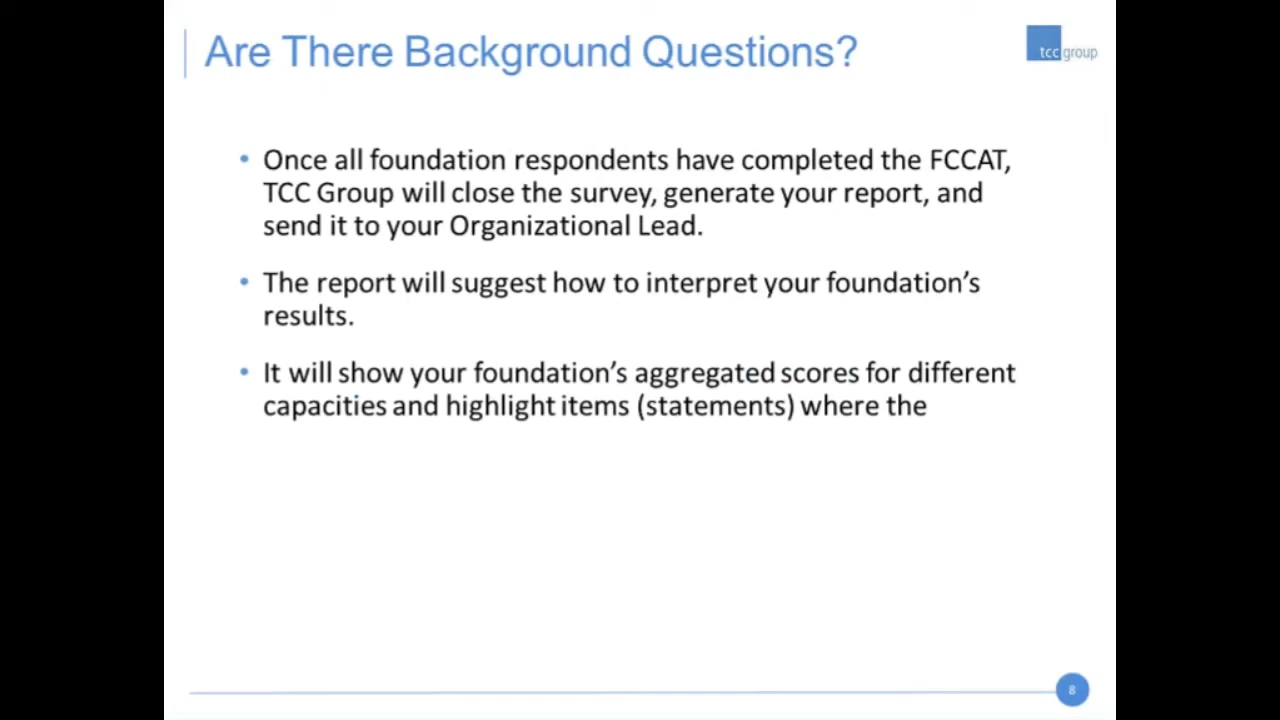 Are There Background Questions?
tcc group
• Once all foundation respondents have completed the FCCAT,
TCC Group will close the survey, generate your report, and
send it to your Organizational Lead.
• The report will suggest how to interpret your foundation’s
results.
• It will show your foundation’s aggregated scores for different
capacities and highlight items (statements) where the
8